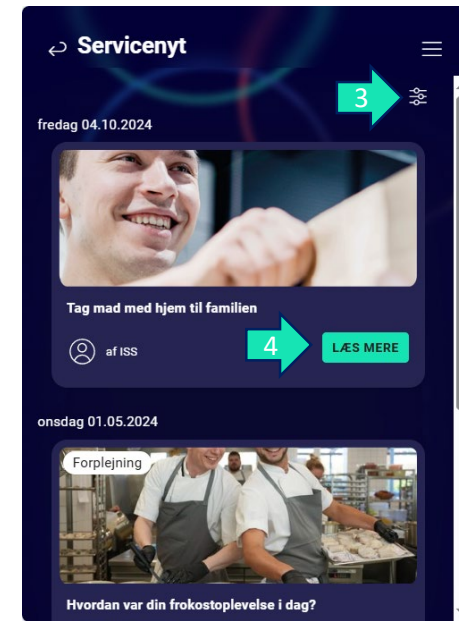 Servicenyt
3
fredag 04.10.2024
Tag mad med hjem til familien
af ISS
4
LÆS MERE
onsdag 01.05.2024
Forplejning
Hvordan var din frokostoplevelse i dag?